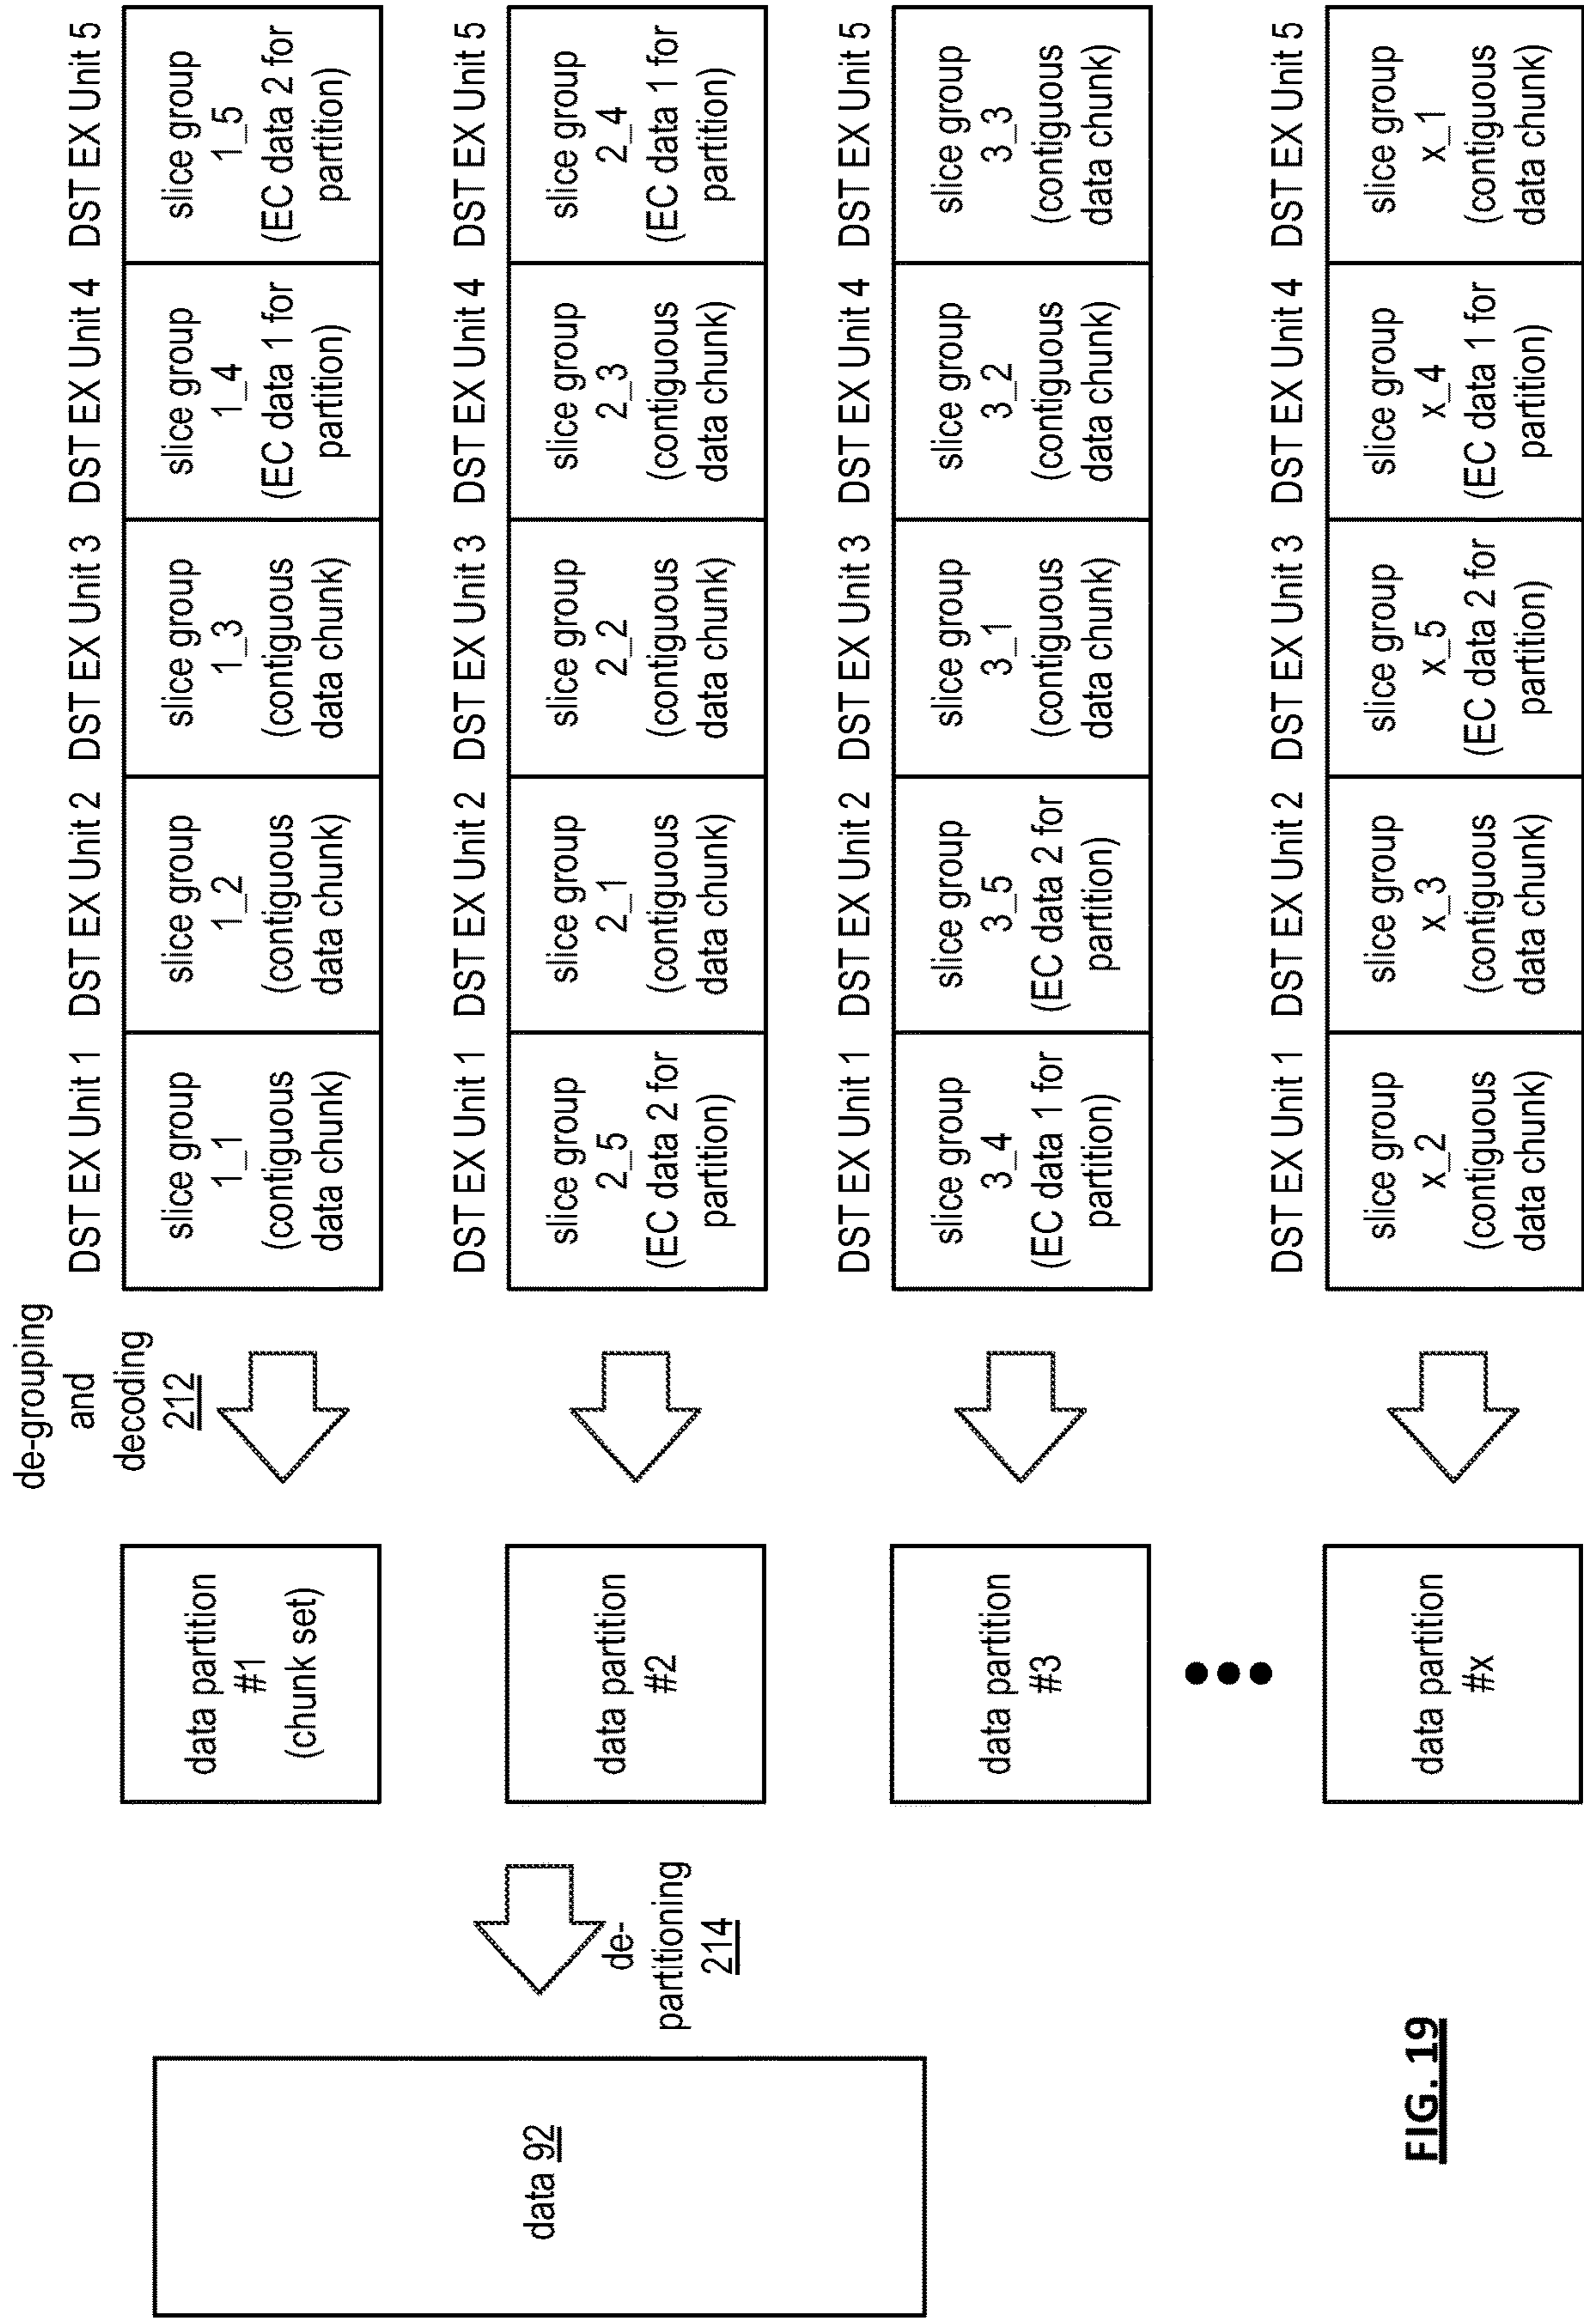 de-grouping
and
decoding
212
data 92
de-
partitioning
214
data partition
#1
(chunk set)
DST EX Unit 1
slice group
1_1
(contiguous
data chunk)
DST EX Unit 2
slice group
1_2
(contiguous
data chunk)
DST EX Unit 3
slice group
1_3
(contiguous
data chunk)
DST EX Unit 4
slice group
1_4
(EC data 1 for
partition)
DST EX Unit 5
slice group
1_5
(EC data 2 for
partition)
data partition
#2
DST EX Unit 1
slice group
2_5
(EC data 2 for
partition)
DST EX Unit 2
slice group
2_1
(contiguous
data chunk)
DST EX Unit 3
slice group
2_2
(contiguous
data chunk)
DST EX Unit 4
slice group
2_3
(contiguous
data chunk)
DST EX Unit 5
slice group
2_4
(EC data 1 for
partition)
data partition
#3
DST EX Unit 1
slice group
3_4
(EC data 1 for
partition)
DST EX Unit 2
slice group
3_5
(EC data 2 for
partition)
DST EX Unit 3
slice group
3_1
(contiguous
data chunk)
DST EX Unit 4
slice group
3_2
(contiguous
data chunk)
DST EX Unit 5
slice group
3_3
(contiguous
data chunk)
data partition
#x
DST EX Unit 1
slice group
x_2
(contiguous
data chunk)
DST EX Unit 2
slice group
x_3
(contiguous
data chunk)
DST EX Unit 3
slice group
x_5
(EC data 2 for
partition)
DST EX Unit 4
slice group
x_4
(EC data 1 for
partition)
DST EX Unit 5
slice group
x_1
(contiguous
data chunk)
FIG. 19